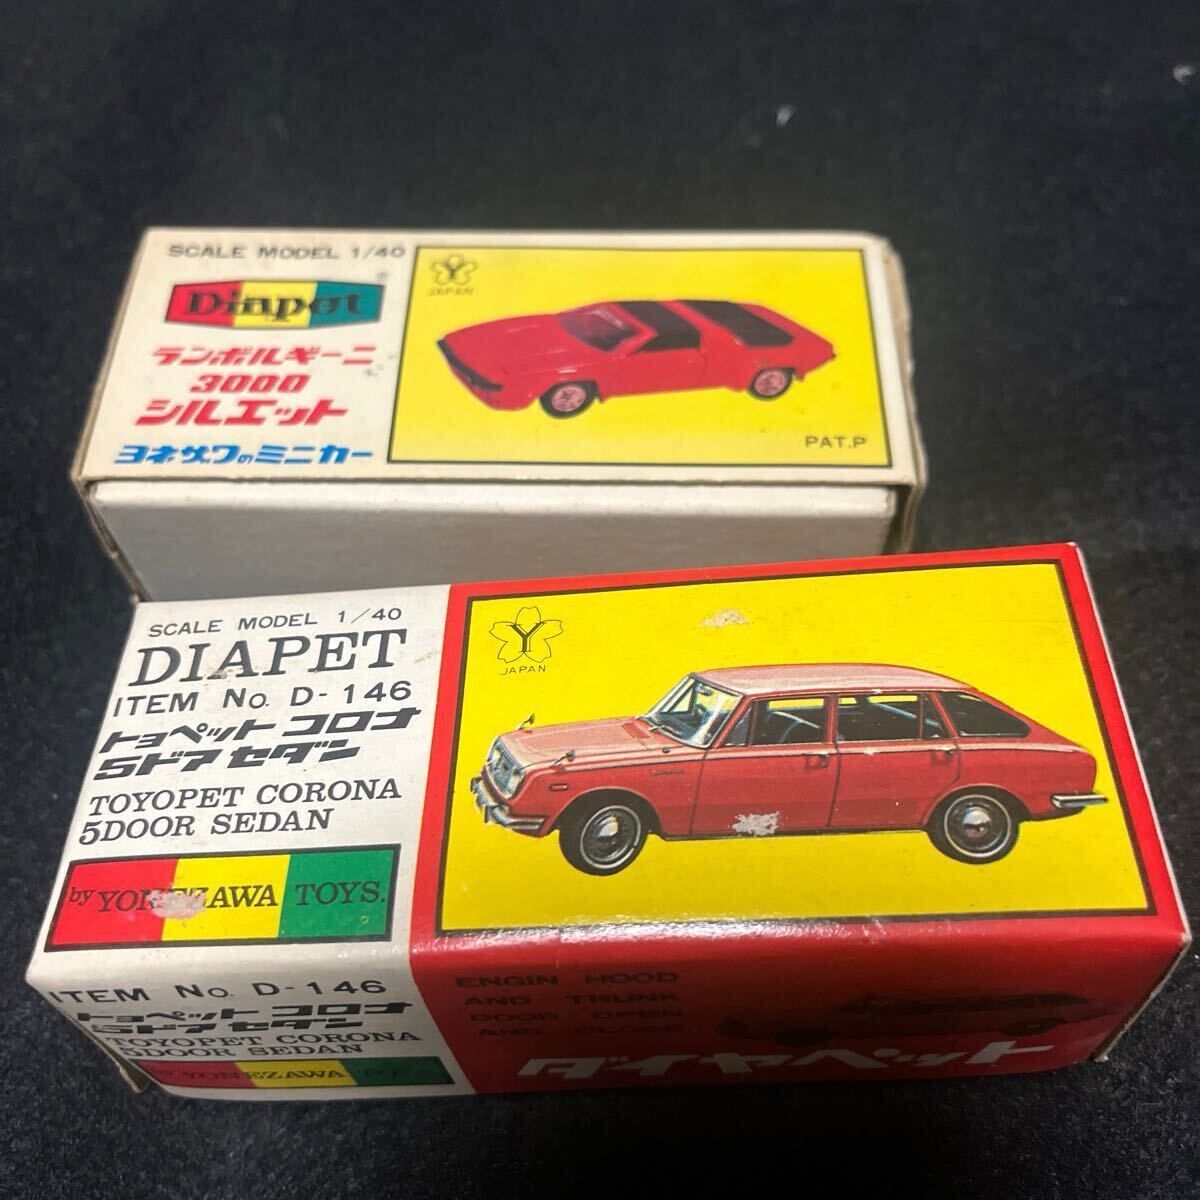 SCALE MODEL 1/40
Diapet®
ランボルギーニ
3000
シルエット
ヨネザワのミニカー
Y
JAPAN
PAT.P
SCALE MODEL 1/40
DIAPET
ITEM No. D-146
トヨペット コロナ
5ドア セダン
TOYOPET CORONA
5DOOR SEDAN
by YONEZAWA TOYS.
Y
JAPAN
ITEM No. D-146
トヨペット コロナ
5ドア セダン
TOYOPET CORONA
5DOOR SEDAN
by YONEZAWA TOYS.
ENGIN HOOD
AND TRUNK
DOOR OPEN
AND CLOSE
ダイヤペット